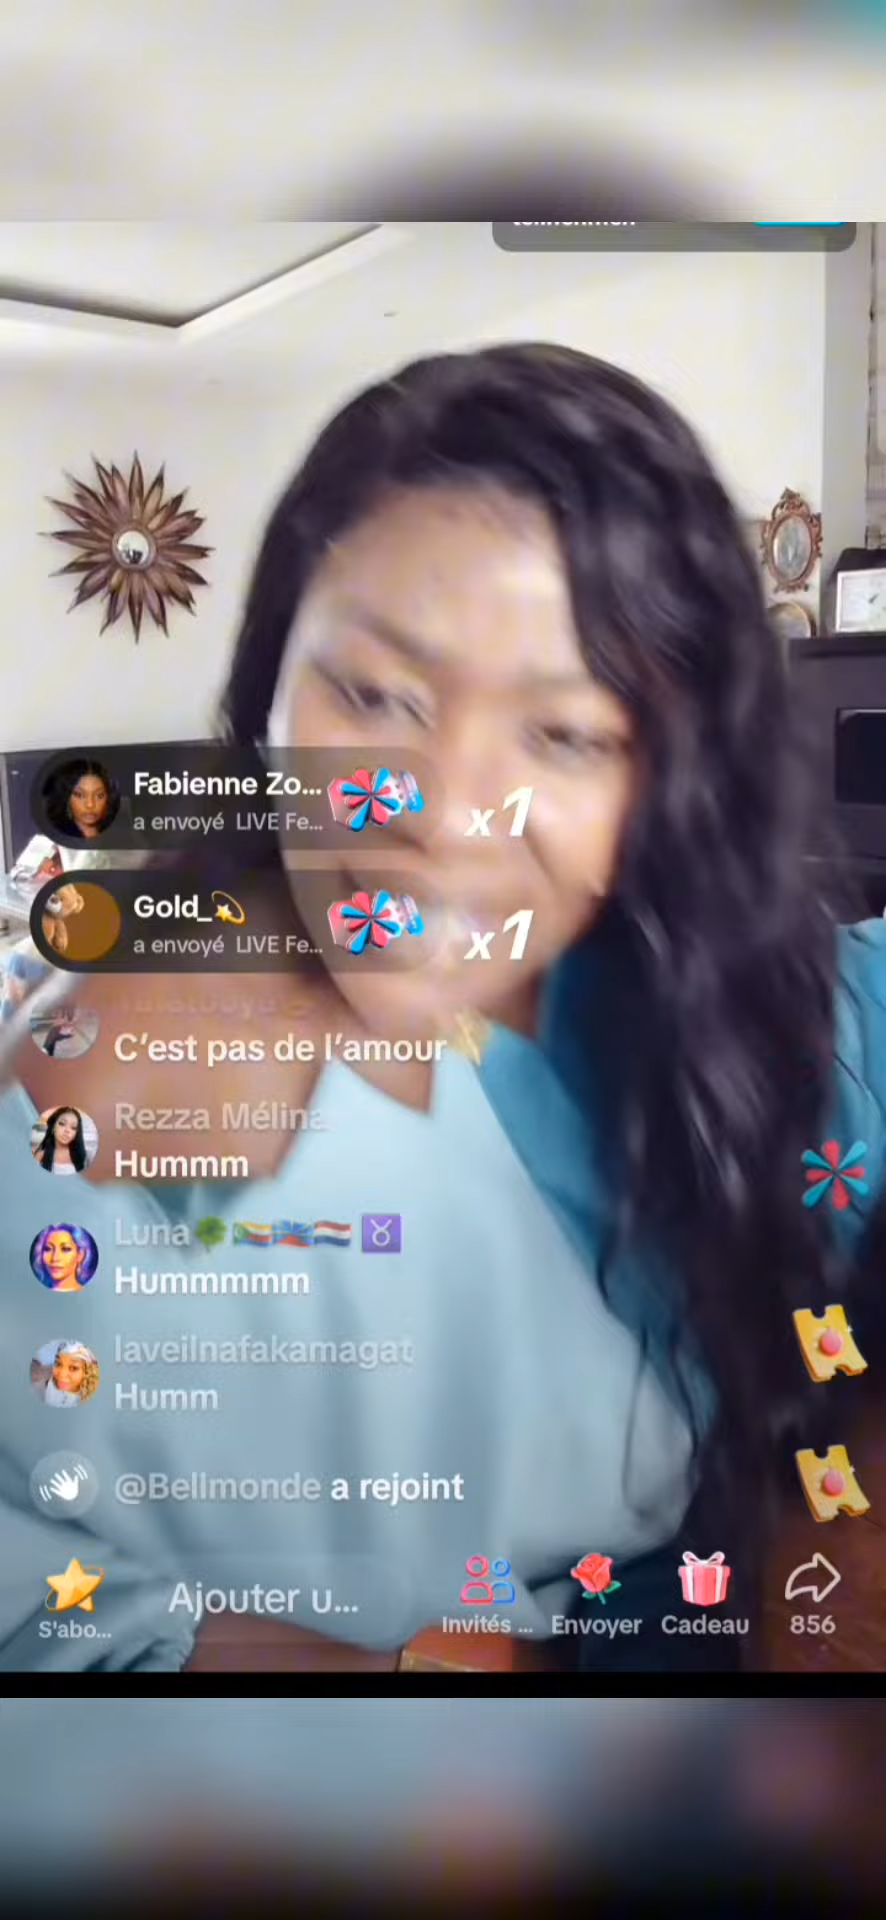 Fabienne Zo...
a envoyé LIVE Fe...
x1
Gold_💫
a envoyé LIVE Fe...
x1
C'est pas de l'amour
Rezza Mélina
Hummm
Luna🍀🇰🇲 ♉
Hummmmm
laveilnafakamagat
Humm
@Bellmonde a rejoint
S'abo...
Ajouter u...
Invités ...
Envoyer
Cadeau
856